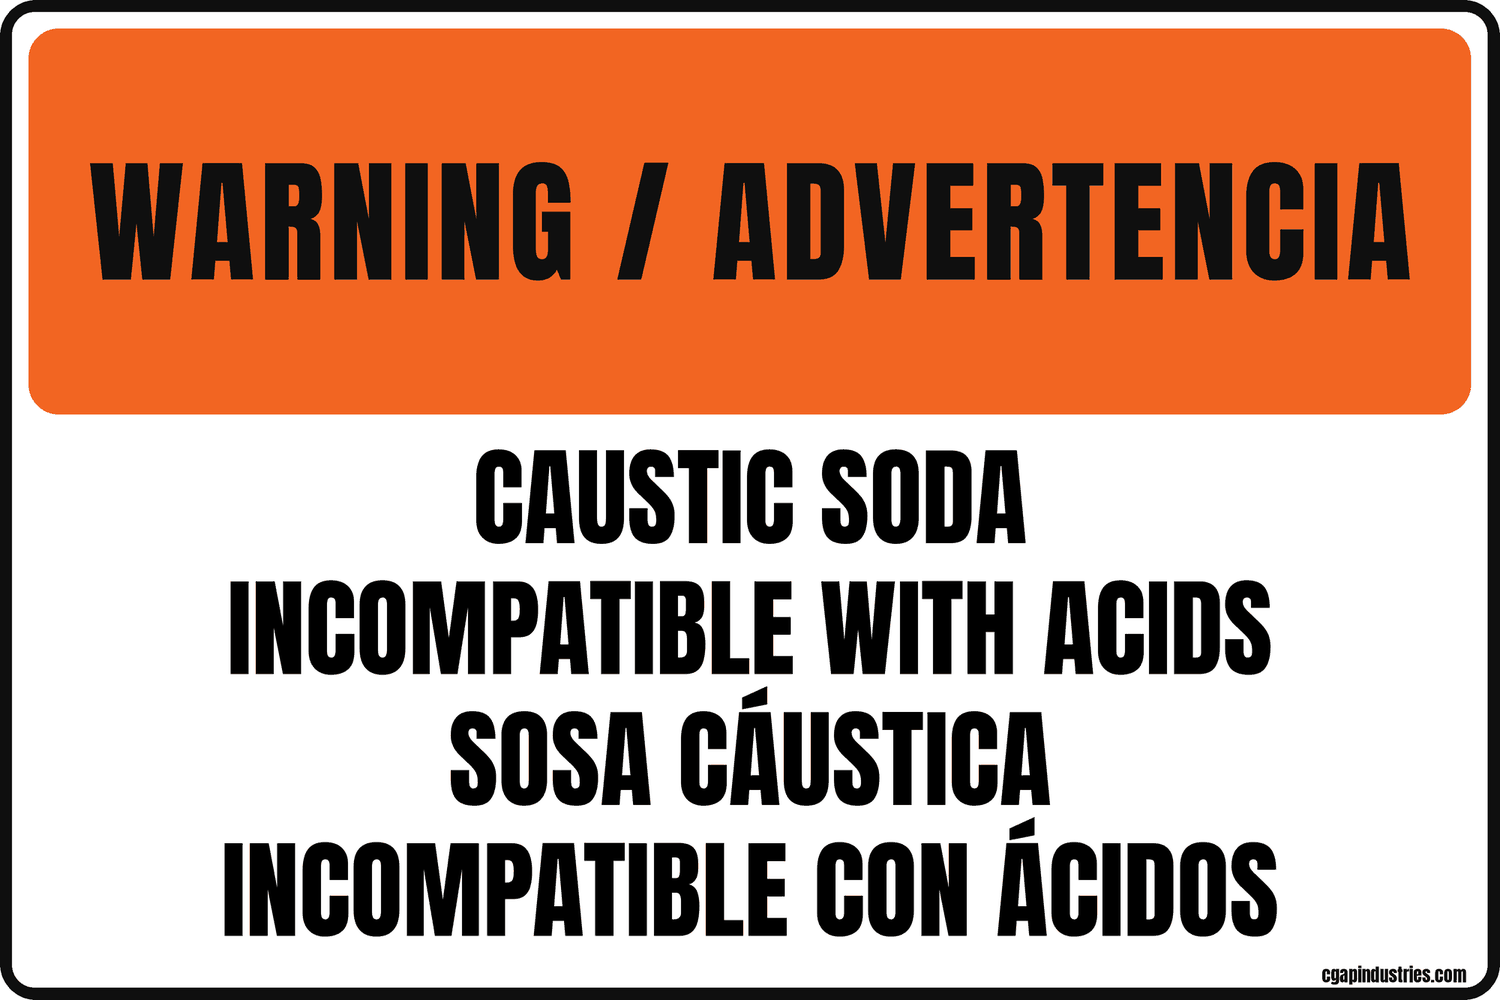 WARNING / ADVERTENCIA
CAUSTIC SODA
INCOMPATIBLE WITH ACIDS
SOSA CÁUSTICA
INCOMPATIBLE CON ÁCIDOS
cgapindustries.com